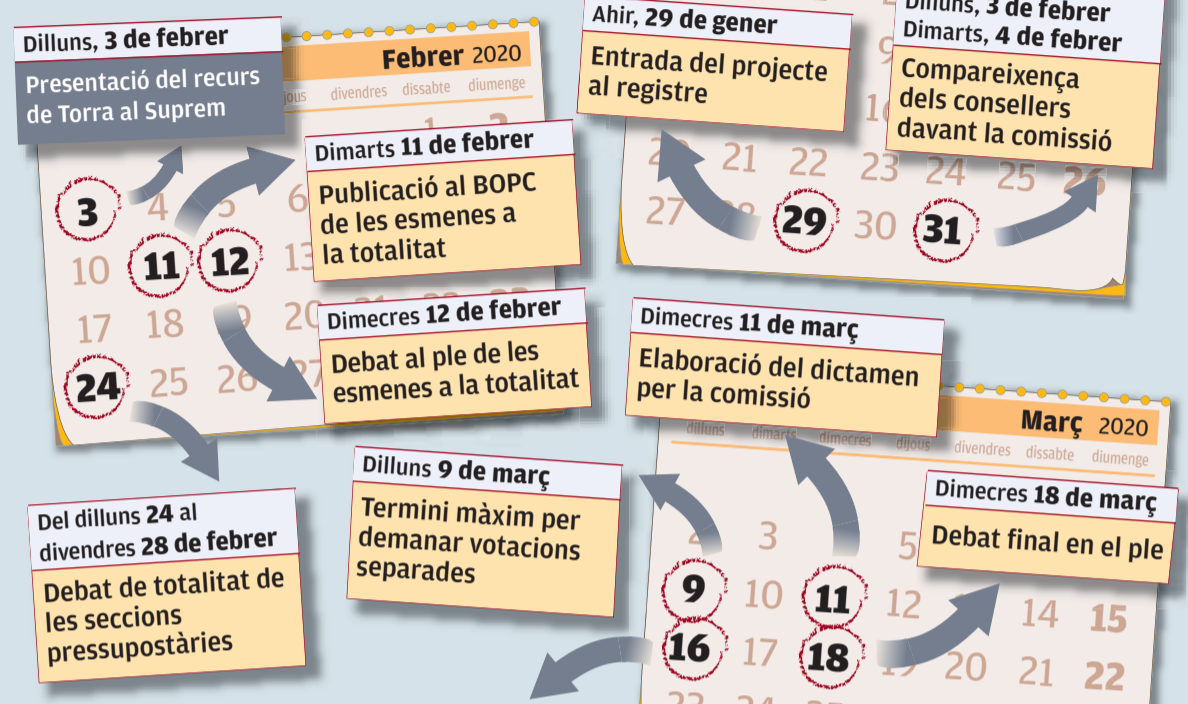 Dilluns, 3 de febrer
Presentació del recurs
de Torra al Suprem
Febrer 2020
divendres dissabte diumenge
Dimarts 11 de febrer
Publicació al BOPC
de les esmenes a
la totalitat
3 4 5 6
10 11 12 13
17 18 20
24 25 26 27
Dimecres 12 de febrer
Debat al ple de les
esmenes a la totalitat
Del dilluns 24 al
divendres 28 de febrer
Debat de totalitat de
les seccions
pressupostàries
Ahir, 29 de gener
Entrada del projecte
al registre
Dilluns, 3 de febrer
Dimarts, 4 de febrer
Compareixença
dels consellers
davant la comissió
21 22 23 24 25 26
27 28 29 30 31
Dimecres 11 de març
Elaboració del dictamen
per la comissió
Març 2020
dilluns dimarts dimecres dijous divendres dissabte diumenge
Dilluns 9 de març
Termini màxim per
demanar votacions
separades
Dimecres 18 de març
Debat final en el ple
3 5
9 10 11 12 14 15
16 17 18 19 20 21 22